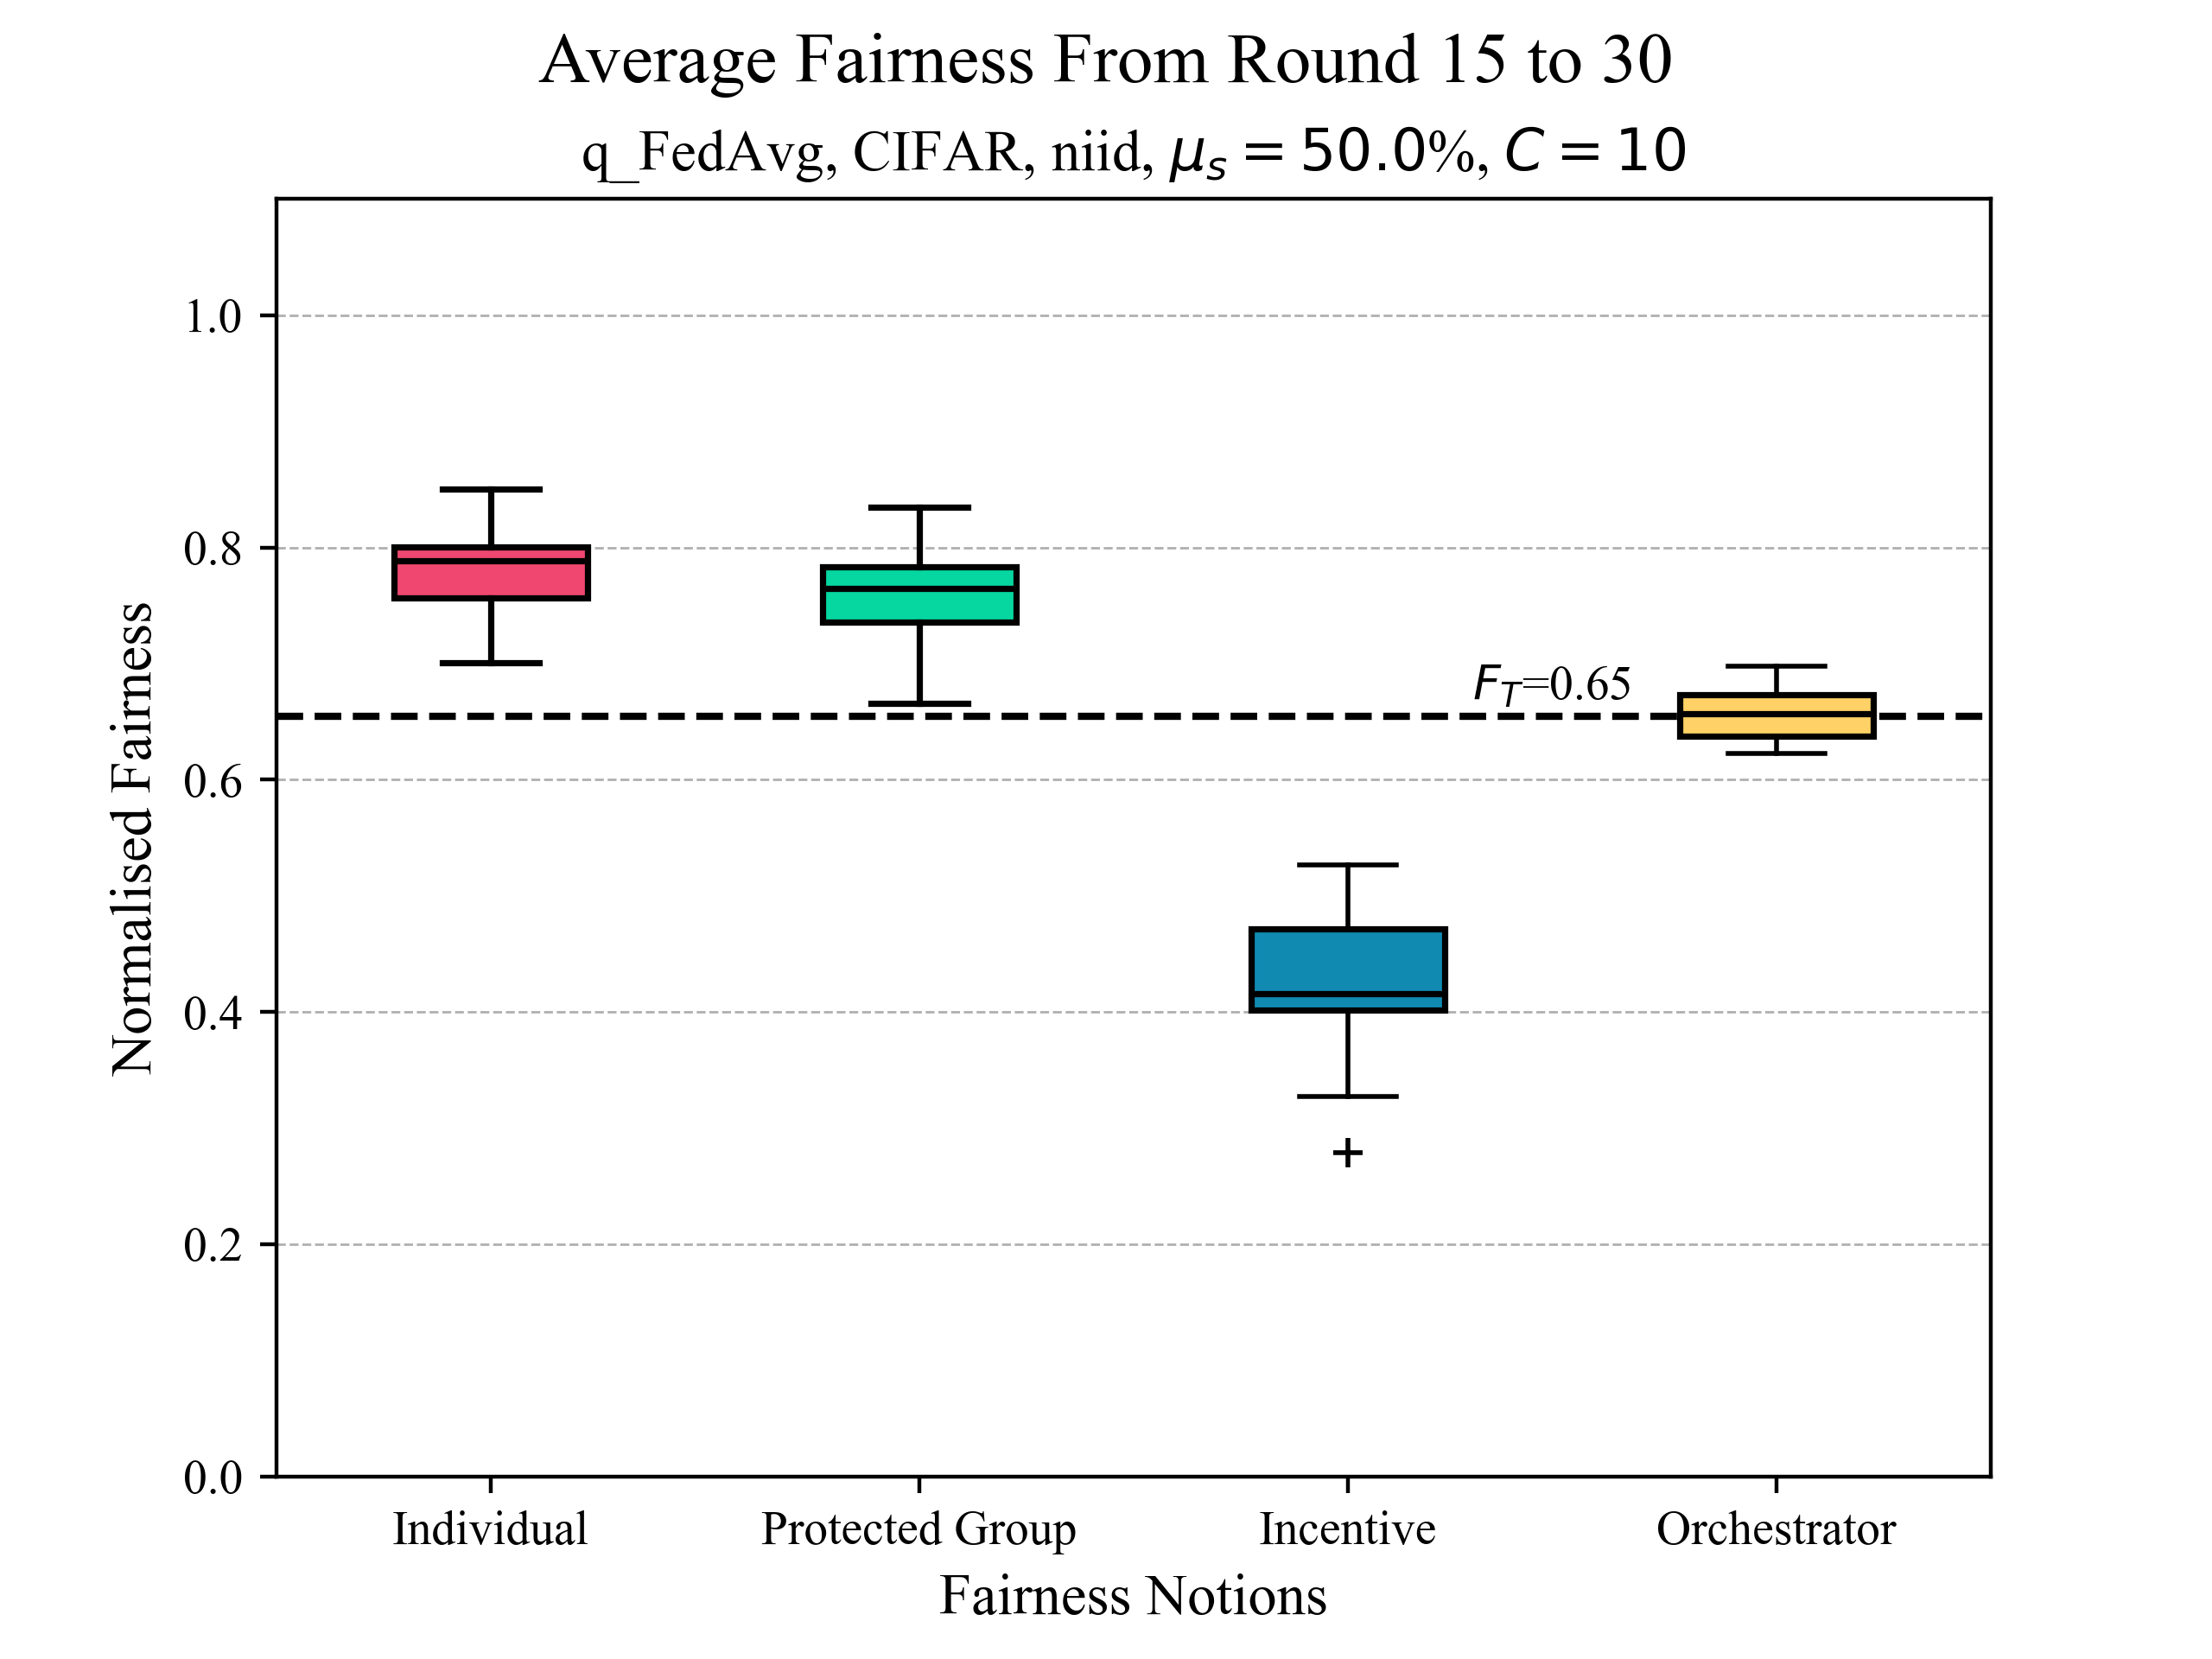 Average Fairness From Round 15 to 30
q_FedAvg, CIFAR, niid, μₛ = 50.0%, C = 10
Normalised Fairness
1.0
0.8
0.6
0.4
0.2
0.0
F_T=0.65
Individual Protected Group Incentive Orchestrator
Fairness Notions